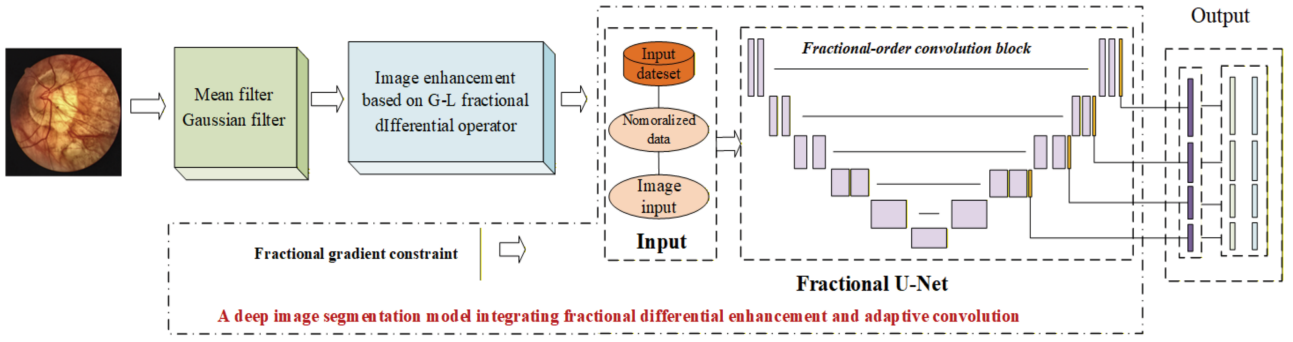 Output
Mean filter
Gaussian filter
Image enhancement
based on G-L fractional
dIfferential operator
Input
dateset
Nomoralized
data
Image
input
Input
Fractional-order convolution block
Fractional U-Net
Fractional gradient constraint
A deep image segmentation model integrating fractional differential enhancement and adaptive convolution